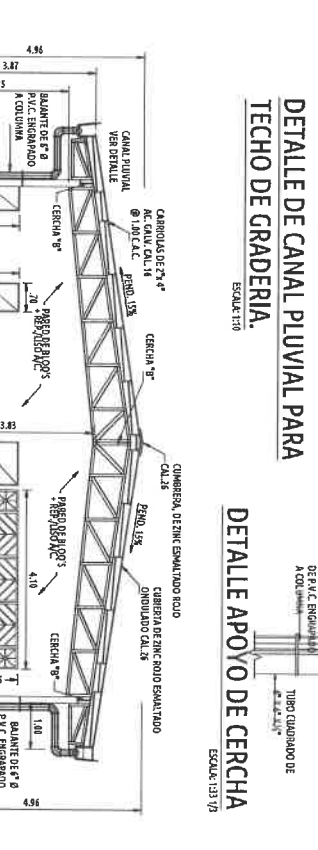 DETALLE DE CANAL PLUVIAL PARA
TECHO DE GRADERIA.
ESCALA: 1:10
DE P.V.C. ENGRAPADO
A COLUMNA
TUBO CUADRADO DE
DETALLE APOYO DE CERCHA
ESCALA: 1:33 1/3
4.96
3.87
BAJANTE DE 6" Ø
P.V.C. ENGRAPADO
A COLUMNA
CANAL PLUVIAL
VER DETALLE
CERCHA "B"
CARRIOLAS DE 2"x 4"
AC. GALV. CAL. 16
@ 1.00 C.A.C.
PEND. 15%
CERCHA "B"
.70
PARED DE BLOQ'S
+ REP./LISO A/C
3.83
CUMBRERA, DE ZINC ESMALTADO ROJO
CAL.26
PEND. 15%
CUBIERTA DE ZINC ROJO ESMALTADO
ONDULADO CAL.26
PARED DE BLOQ'S
+ REP./LISO A/C
4.10
CERCHA "B"
1.00
BAJANTE DE 6" Ø
P.V.C. ENGRAPADO
4.96